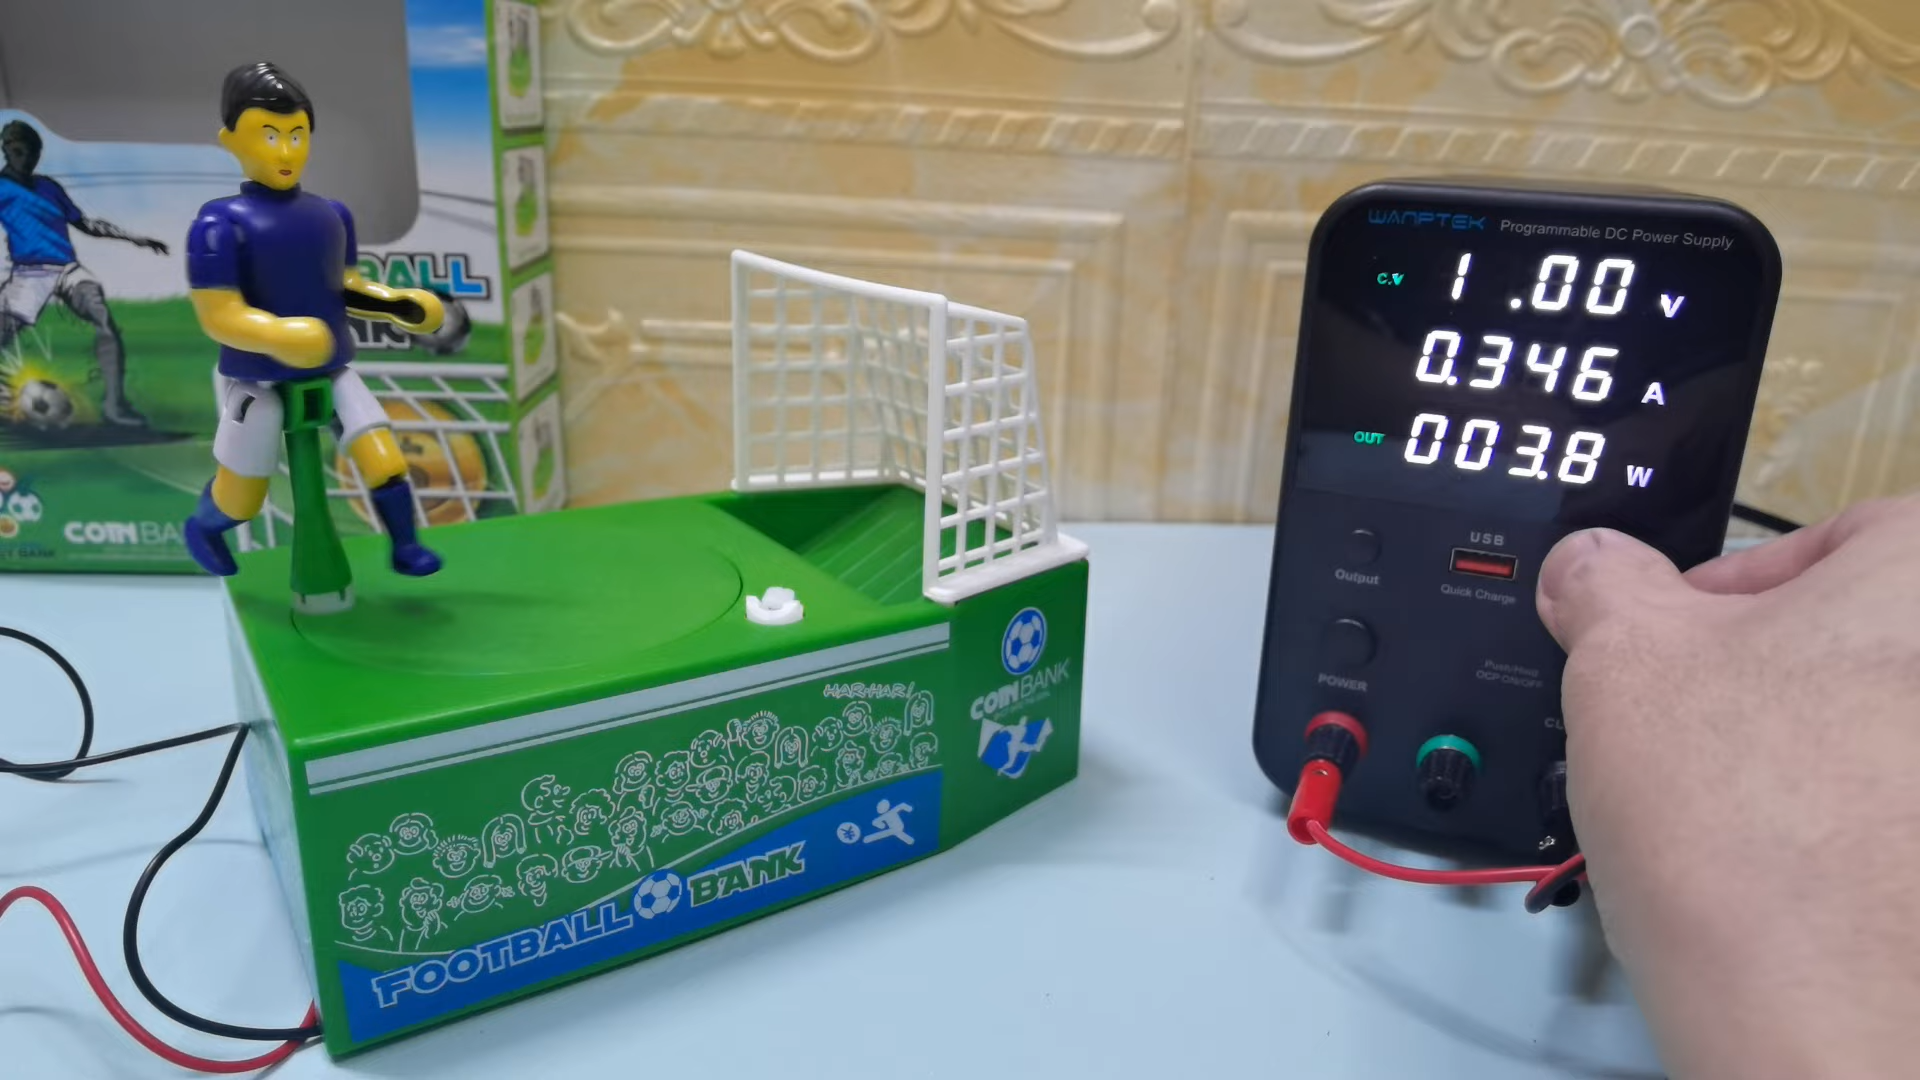 BALL
COIN BANK
WANPTEK Programmable DC Power Supply
C.V 1.00 V
0.346 A
OUT 003.8 W
Output
USB
Quick Charge
POWER
Push/Hold
OCP ON/OFF
HAR HAR!
COIN BANK
FOOTBALL BANK